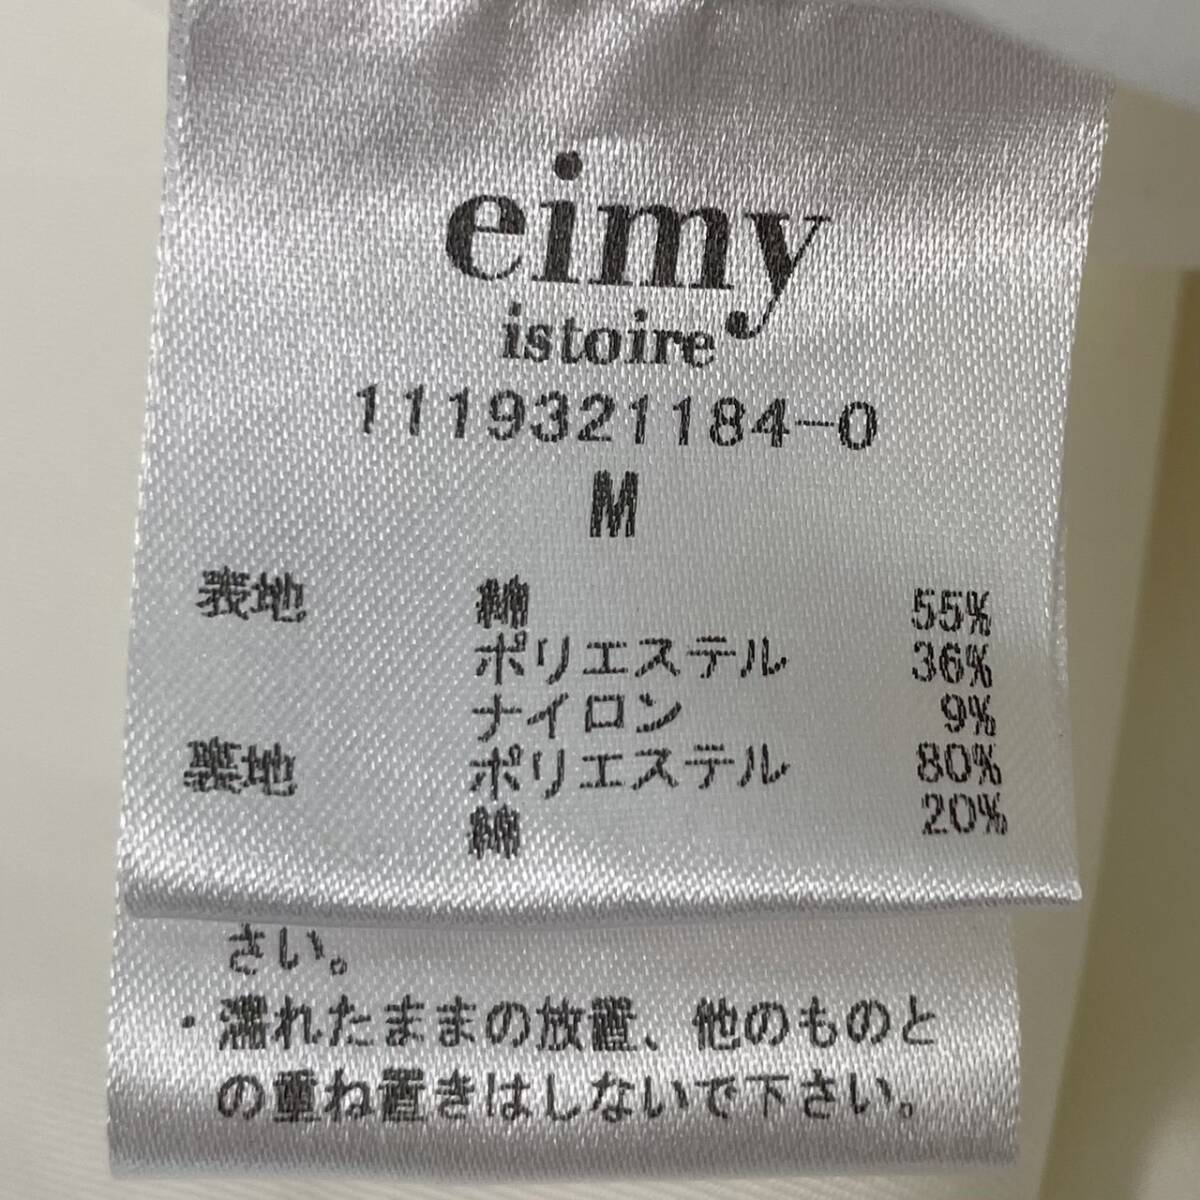 eimy
istoire
1119321184-0
M
表地 綿 55%
ポリエステル 36%
ナイロン 9%
裏地 ポリエステル 80%
綿 20%
さい。
・濡れたままの放置、他のものと
の重ね置きはしないで下さい。